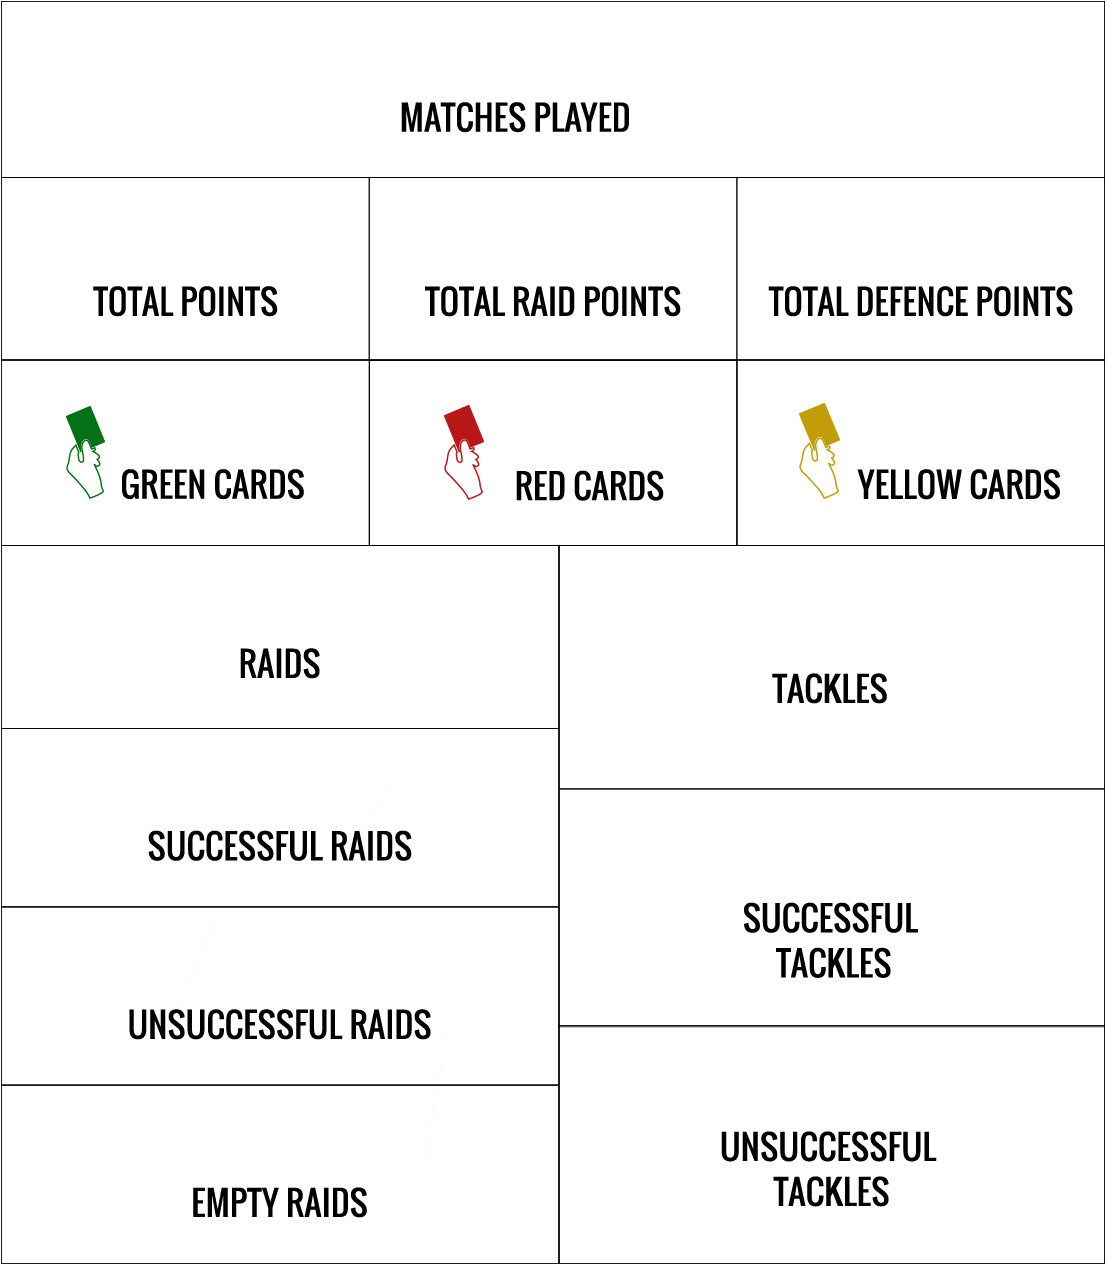 MATCHES PLAYED
TOTAL POINTS
TOTAL RAID POINTS
TOTAL DEFENCE POINTS
GREEN CARDS
RED CARDS
YELLOW CARDS
RAIDS
SUCCESSFUL RAIDS
UNSUCCESSFUL RAIDS
EMPTY RAIDS
TACKLES
SUCCESSFUL
TACKLES
UNSUCCESSFUL
TACKLES